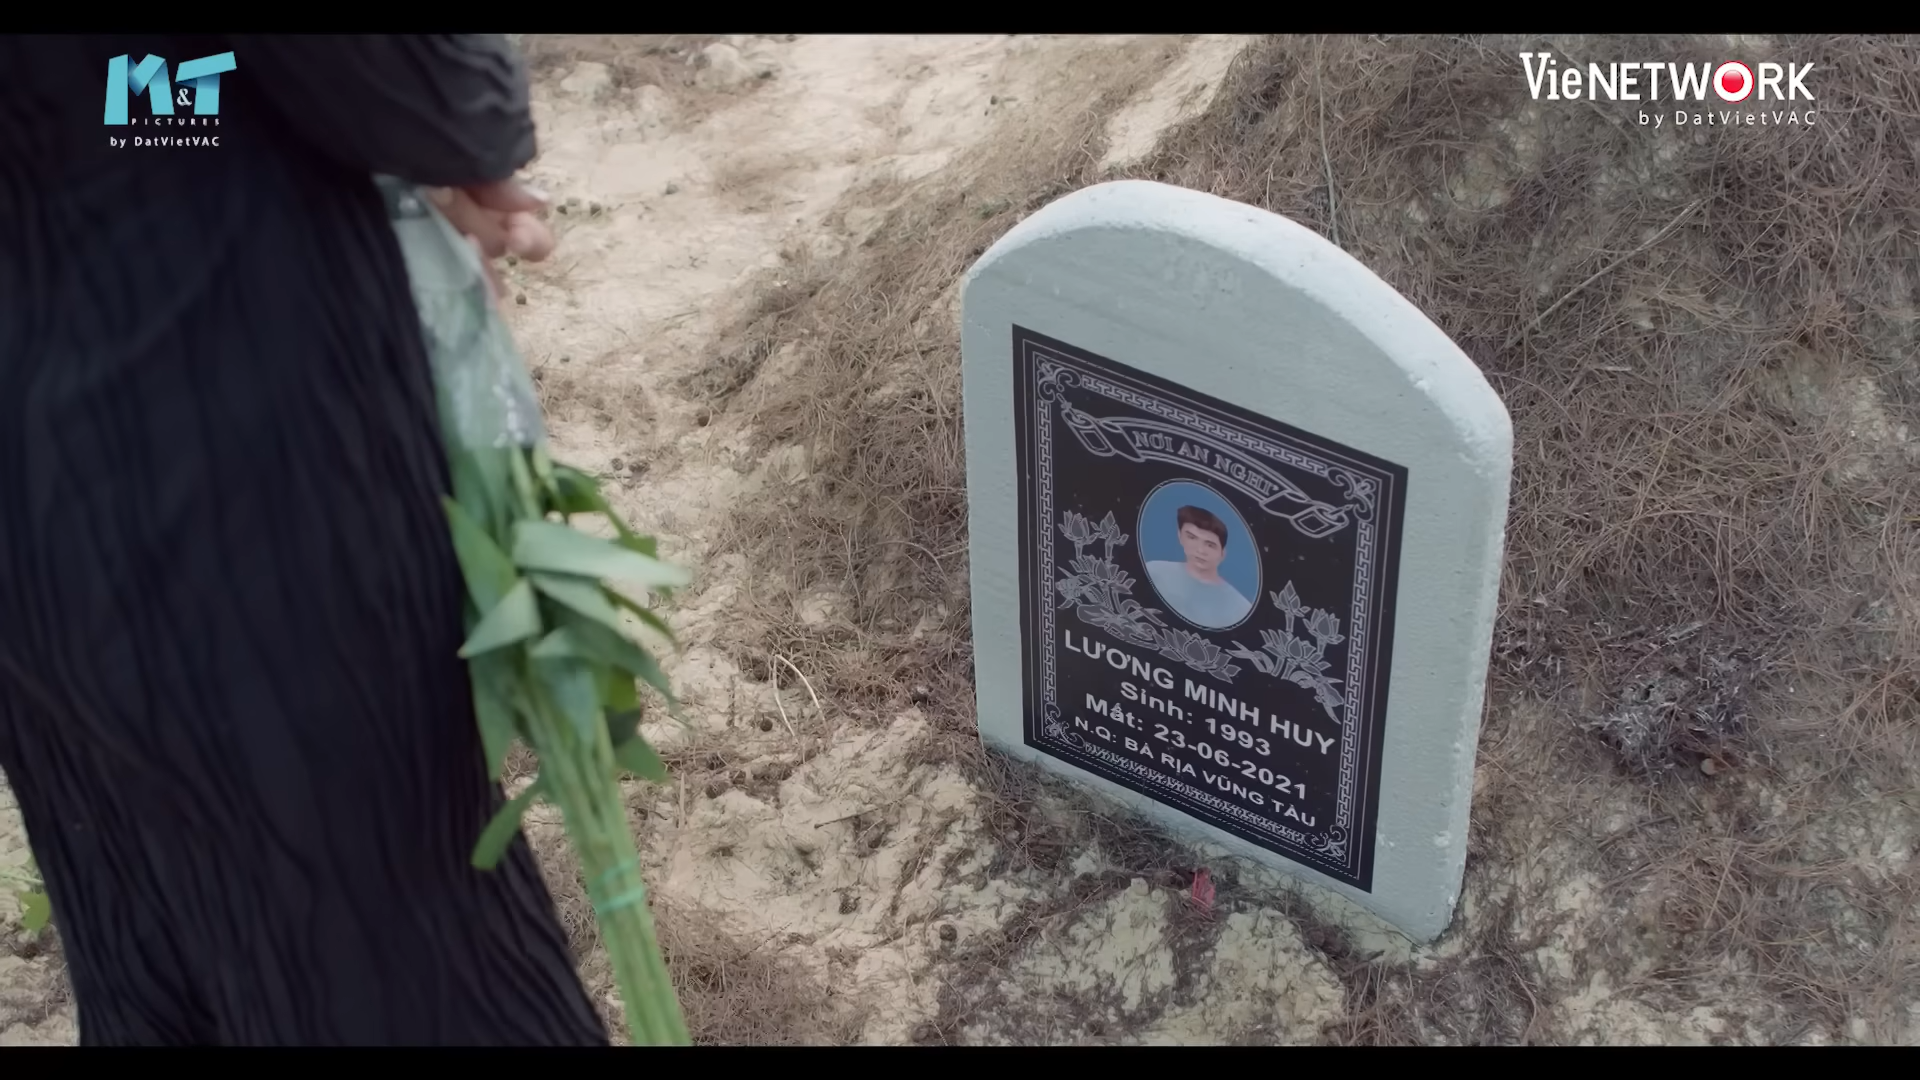 M&T
PICTURES
by DatVietVAC
VieNETWORK
by DatVietVAC
NƠI AN NGHỈ
LƯƠNG MINH HUY
Sinh: 1993
Mất: 23-06-2021
N.Q: BÀ RỊA VŨNG TÀU